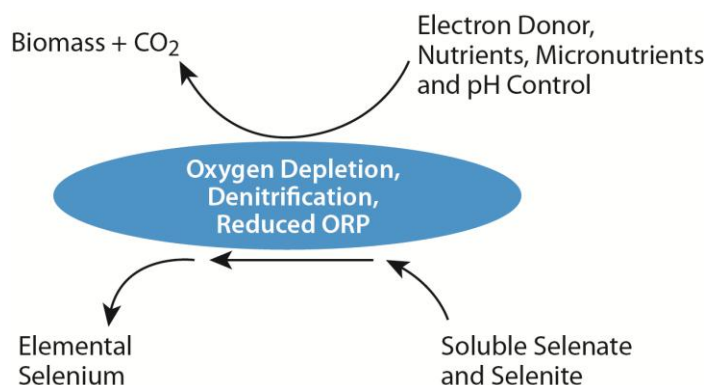 Biomass + CO₂
Electron Donor,
Nutrients, Micronutrients
and pH Control
Oxygen Depletion,
Denitrification,
Reduced ORP
Elemental
Selenium
Soluble Selenate
and Selenite